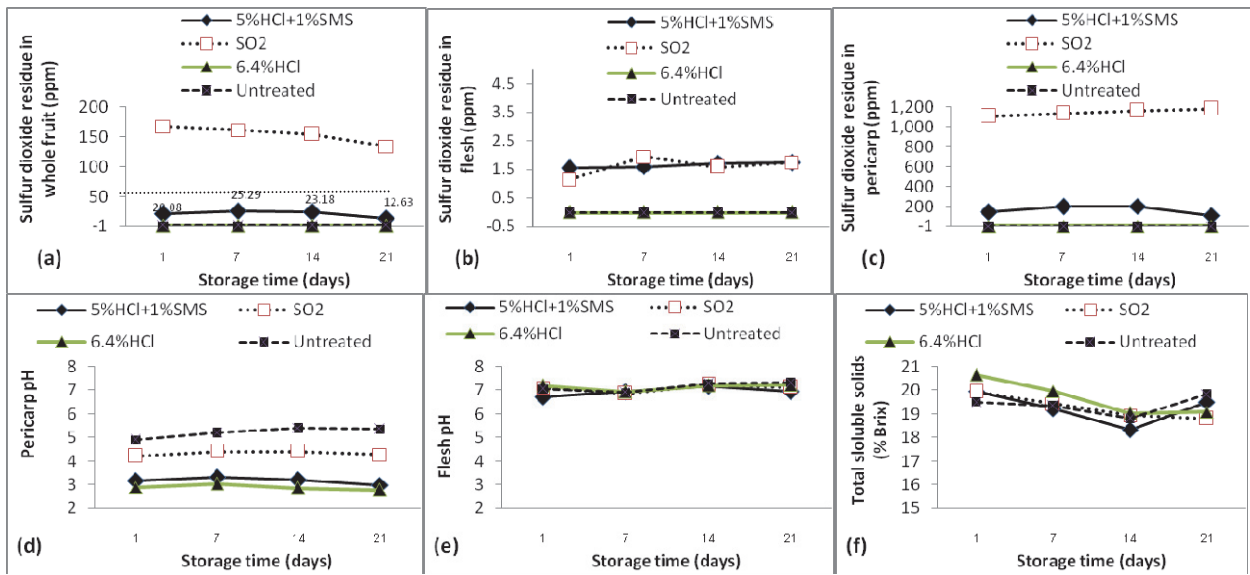 5%HCl+1%SMS
SO2
6.4%HCl
Untreated
Sulfur dioxide residue in
whole fruit (ppm)
200
150
100
50
-1
20.08
25.29
23.18
12.63
(a)
1 7 14 21
Storage time (days)
5%HCl+1%SMS
SO2
6.4%HCl
Untreated
Sulfur dioxide residue in
flesh (ppm)
4.5
3.5
2.5
1.5
0.5
-0.5
(b)
1 7 14 21
Storage time (days)
5%HCl+1%SMS
SO2
6.4%HCl
Untreated
Sulfur dioxide residue in
pericarp (ppm)
1,200
1,000
800
600
400
200
-1
(c)
1 7 14 21
Storage time (days)
5%HCl+1%SMS SO2
6.4%HCl Untreated
Pericarp pH
8
7
6
5
4
3
2
(d)
1 7 14 21
Storage time (days)
5%HCl+1%SMS SO2
6.4%HCl Untreated
Flesh pH
8
7
6
5
4
3
2
(e)
1 7 14 21
Storage time (days)
5%HCl+1%SMS SO2
6.4%HCl Untreated
Total sloluble solids
(% Brix)
21
20
19
18
17
16
15
(f)
1 7 14 21
Storage time (days)